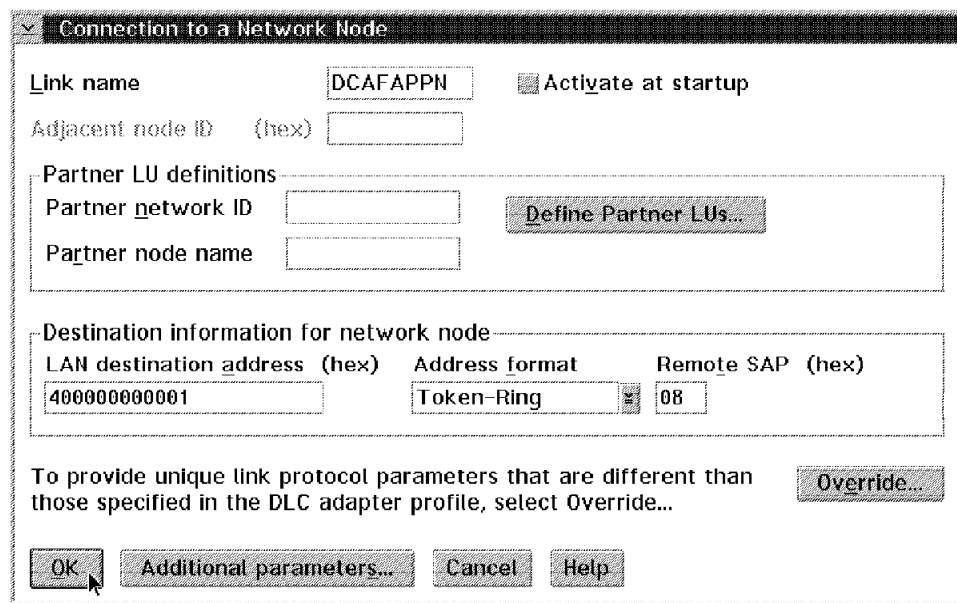 Connection to a Network Node
Link name DCAFAPPN Activate at startup
Adjacent node ID (hex)
Partner LU definitions
Partner network ID Define Partner LUs...
Partner node name
Destination information for network node
LAN destination address (hex) Address format Remote SAP (hex)
400000000001 Token-Ring 08
To provide unique link protocol parameters that are different than
those specified in the DLC adapter profile, select Override... Override...
OK Additional parameters... Cancel Help